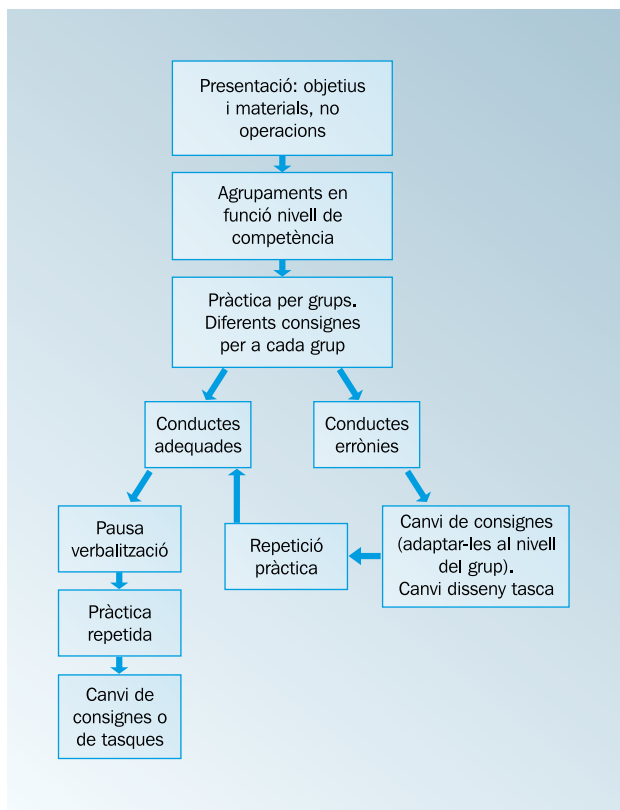 Presentació: objetius
i materials, no
operacions
Agrupaments en
funció nivell de
competència
Pràctica per grups.
Diferents consignes
per a cada grup
Conductes
adequades
Conductes
errònies
Pausa
verbalització
Repetició
pràctica
Canvi de consignes
(adaptar-les al nivell
del grup).
Canvi disseny tasca
Pràctica
repetida
Canvi de
consignes o
de tasques